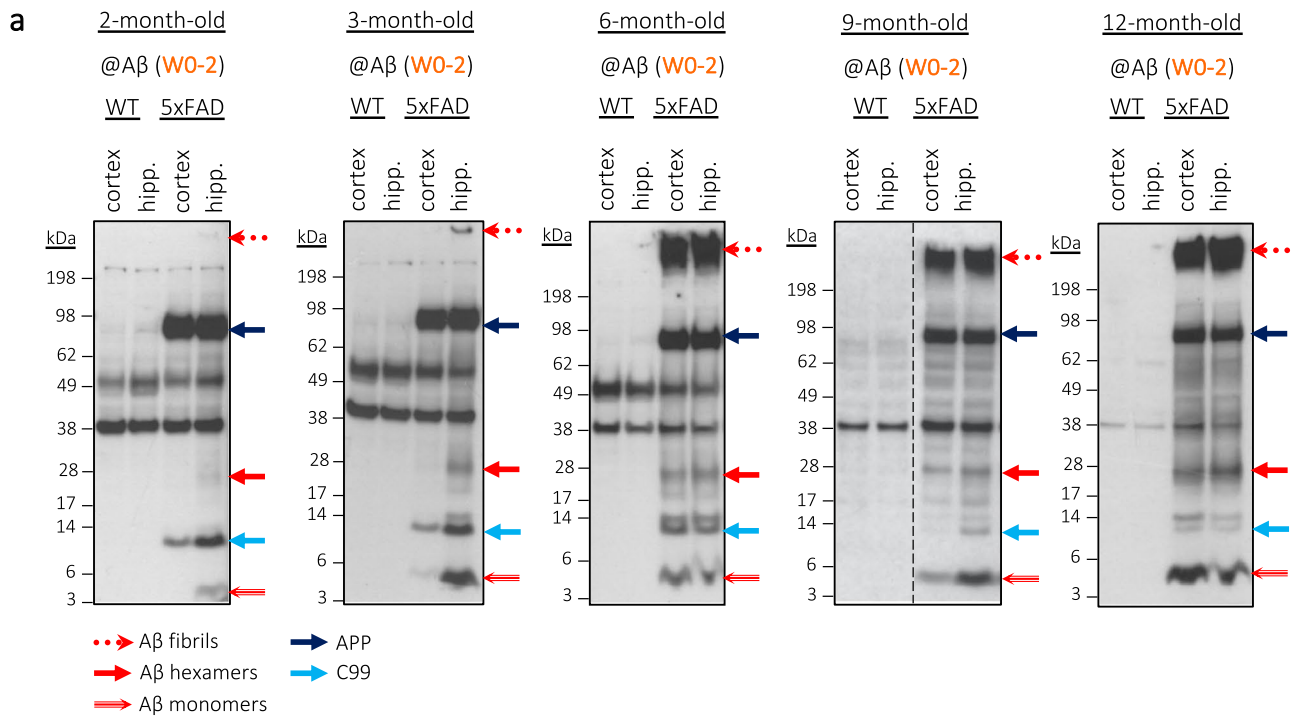 a
2-month-old 3-month-old 6-month-old 9-month-old 12-month-old
@Aβ (W0-2) @Aβ (W0-2) @Aβ (W0-2) @Aβ (W0-2) @Aβ (W0-2)
WT 5xFAD WT 5xFAD WT 5xFAD WT 5xFAD WT 5xFAD
cortex hipp. cortex hipp. cortex hipp. cortex hipp. cortex hipp. cortex hipp. cortex hipp. cortex hipp. cortex hipp. cortex hipp.
kDa kDa kDa kDa kDa
198 198 198 198 198
98 98 98 98 98
62 62 62 62 62
49 49 49 49 49
38 38 38 38 38
28 28 28 28 28
17 17 17 17 17
14 14 14 14 14
6 6 6 6 6
3 3 3 3 3
Aβ fibrils APP
Aβ hexamers C99
Aβ monomers